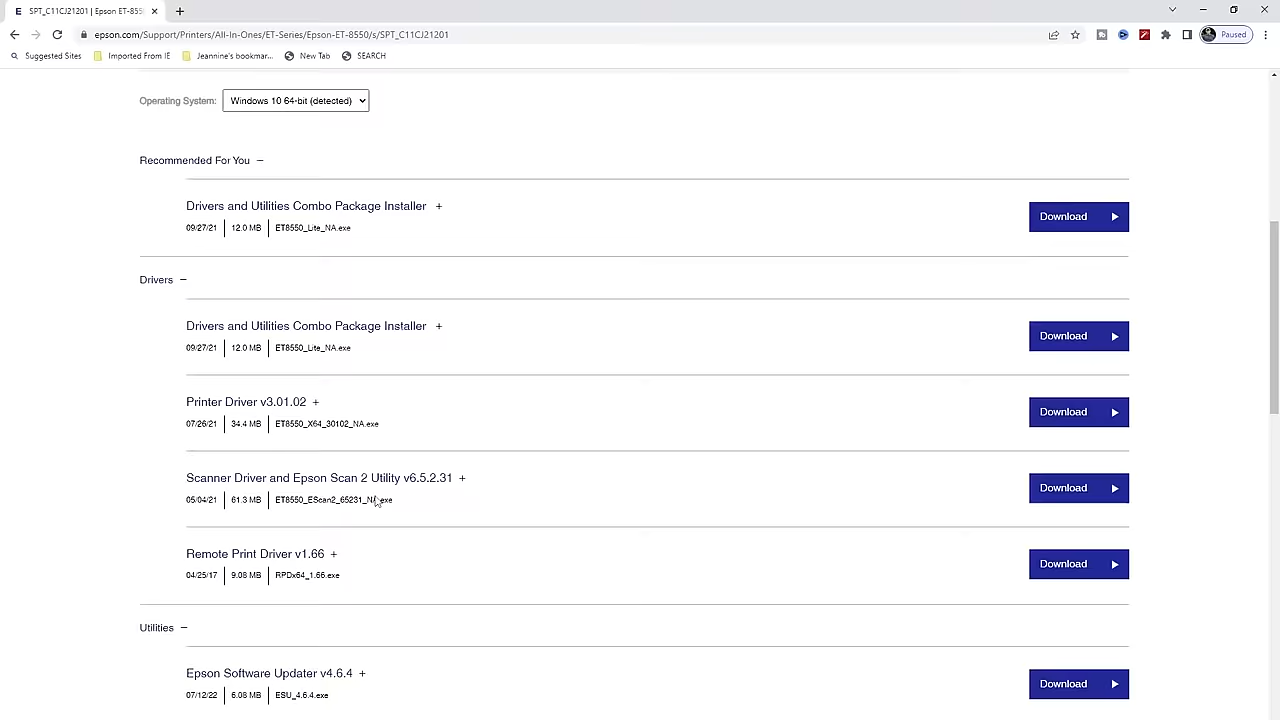 SPT_C11CJ21201 | Epson ET-855
Paused
epson.com/Support/Printers/All-In-Ones/ET-Series/Epson-ET-8550/s/SPT_C11CJ21201
Suggested Sites
Imported From IE
Jeannine's bookmar...
New Tab
SEARCH
Operating System:
Windows 10 64-bit (detected)
Recommended For You −
Drivers and Utilities Combo Package Installer +
Download
09/27/21 | 12.0 MB | ET8550_Lite_NA.exe
Drivers −
Drivers and Utilities Combo Package Installer +
Download
09/27/21 | 12.0 MB | ET8550_Lite_NA.exe
Printer Driver v3.01.02 +
Download
07/26/21 | 34.4 MB | ET8550_X64_30102_NA.exe
Scanner Driver and Epson Scan 2 Utility v6.5.2.31 +
Download
05/04/21 | 61.3 MB | ET8550_EScan2_65231_NA.exe
Remote Print Driver v1.66 +
Download
04/25/17 | 9.08 MB | RPDx64_1.66.exe
Utilities −
Epson Software Updater v4.6.4 +
Download
07/12/22 | 6.08 MB | ESU_4.6.4.exe